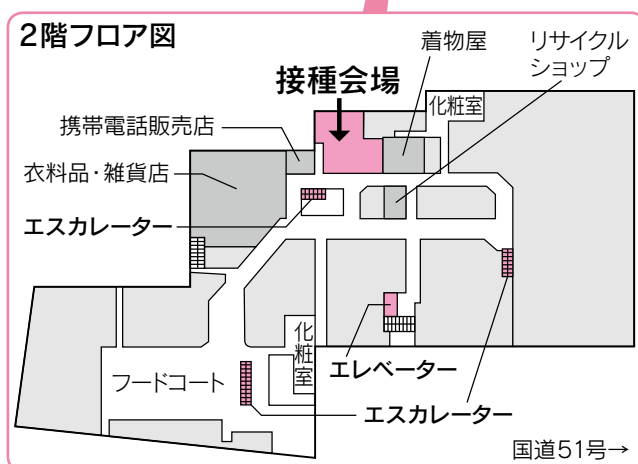 2階フロア図
着物屋
リサイクル
ショップ
接種会場
化粧室
携帯電話販売店
衣料品・雑貨店
エスカレーター
化粧室
エレベーター
フードコート
エスカレーター
国道51号→